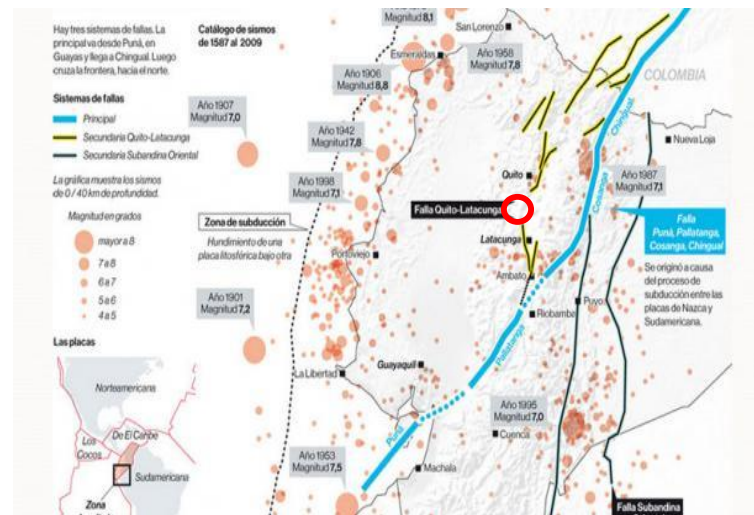 Hay tres sistemas de fallas. La
principal va desde Puná, en
Guayas y llega a Chingual. Luego
cruza la frontera, hacia el norte.
Sistemas de fallas
Principal
Secundaria Quito-Latacunga
Secundaria Subandina Oriental
La gráfica muestra los sismos
de 0 / 40 km de profundidad.
Magnitud en grados
mayor a 8
7 a 8
6 a 7
5 a 6
4 a 5
Las placas
Norteamericana
De El Caribe
Los
Cocos
Sudamericana
Zona
Catálogo de sismos
de 1587 al 2009
Año 1907
Magnitud 7,0
Magnitud 8,1
San Lorenzo
Esmeraldas
Año 1958
Magnitud 7,8
Año 1906
Magnitud 8,8
Año 1942
Magnitud 7,8
Año 1998
Magnitud 7,1
COLOMBIA
Chingual
Nueva Loja
Quito
Año 1987
Magnitud 7,1
Cosanga
Falla Quito-Latacunga
Zona de subducción
Hundimiento de una
placa litosférica bajo otra
Portoviejo
Latacunga
Ambato
Falla
Puná, Pallatanga,
Cosanga, Chingual
Se originó a causa
del proceso de
subducción entre las
placas de Nazca y
Sudamericana.
Año 1901
Magnitud 7,2
Riobamba
Puyo
Pallatanga
Guayaquil
La Libertad
Año 1995
Magnitud 7,0
Puná
Cuenca
Año 1953
Magnitud 7,5
Machala
Falla Subandina